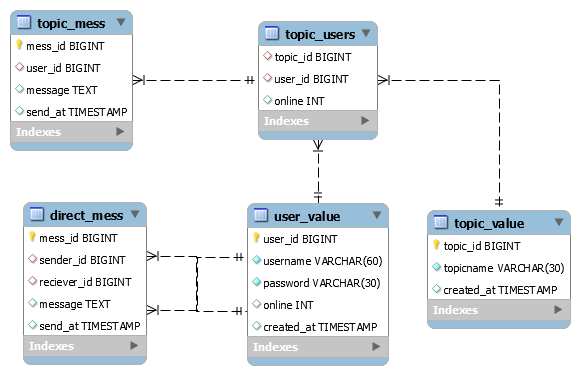 topic_mess
mess_id BIGINT
user_id BIGINT
message TEXT
send_at TIMESTAMP
Indexes
topic_users
topic_id BIGINT
user_id BIGINT
online INT
Indexes
direct_mess
mess_id BIGINT
sender_id BIGINT
reciever_id BIGINT
message TEXT
send_at TIMESTAMP
Indexes
user_value
user_id BIGINT
username VARCHAR(60)
password VARCHAR(30)
online INT
created_at TIMESTAMP
Indexes
topic_value
topic_id BIGINT
topicname VARCHAR(30)
created_at TIMESTAMP
Indexes